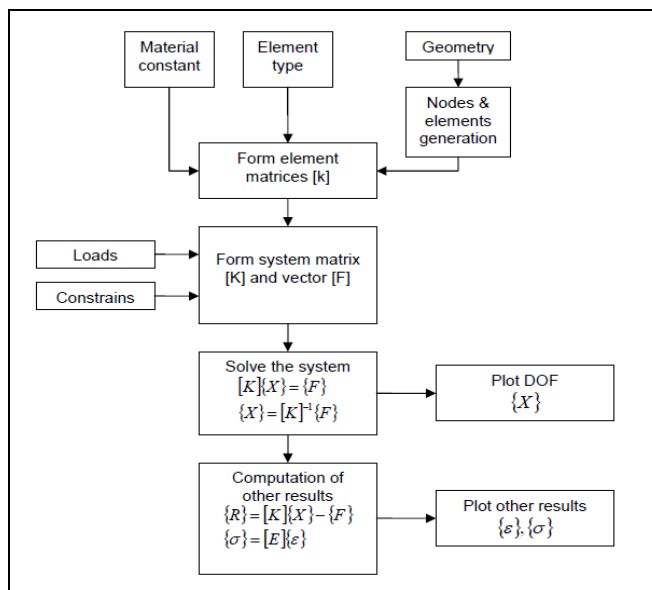 Material
constant
Element
type
Geometry
Nodes &
elements
generation
Form element
matrices [k]
Loads
Constrains
Form system matrix
[K] and vector [F]
Solve the system
[K]{X}={F}
{X}=[K]⁻¹{F}
Plot DOF
{X}
Computation of
other results
{R}=[K]{X}−{F}
{σ}=[E]{ε}
Plot other results
{ε},{σ}